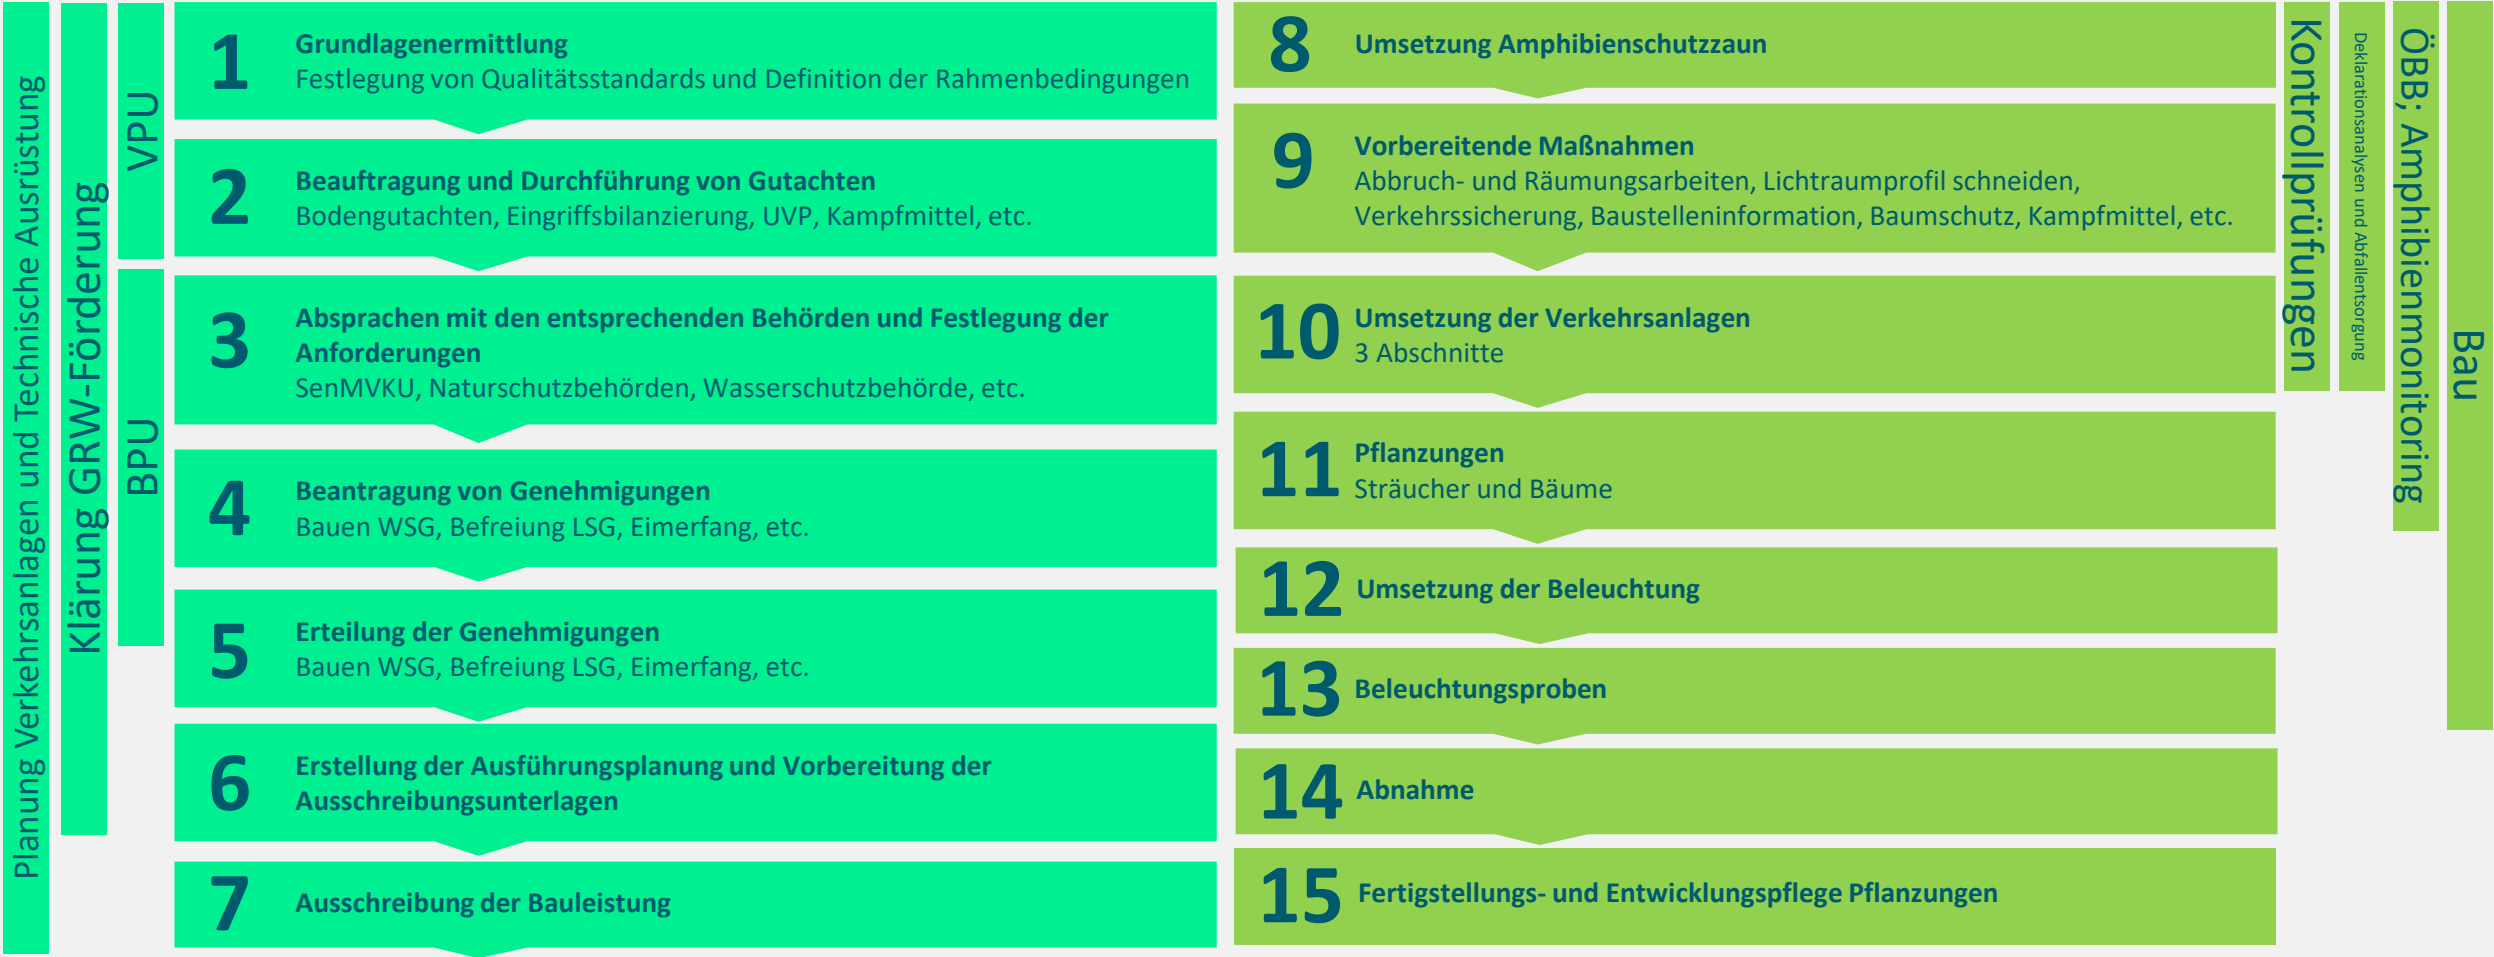 Planung Verkehrsanlagen und Technische Ausrüstung
Klärung GRW-Förderung
VPU
BPU
1
Grundlagenermittlung
Festlegung von Qualitätsstandards und Definition der Rahmenbedingungen
2
Beauftragung und Durchführung von Gutachten
Bodengutachten, Eingriffsbilanzierung, UVP, Kampfmittel, etc.
3
Absprachen mit den entsprechenden Behörden und Festlegung der
Anforderungen
SenMVKU, Naturschutzbehörden, Wasserschutzbehörde, etc.
4
Beantragung von Genehmigungen
Bauen WSG, Befreiung LSG, Eimerfang, etc.
5
Erteilung der Genehmigungen
Bauen WSG, Befreiung LSG, Eimerfang, etc.
6
Erstellung der Ausführungsplanung und Vorbereitung der
Ausschreibungsunterlagen
7
Ausschreibung der Bauleistung
8
Umsetzung Amphibienschutzzaun
9
Vorbereitende Maßnahmen
Abbruch- und Räumungsarbeiten, Lichtraumprofil schneiden,
Verkehrssicherung, Baustelleninformation, Baumschutz, Kampfmittel, etc.
10
Umsetzung der Verkehrsanlagen
3 Abschnitte
11
Pflanzungen
Sträucher und Bäume
12
Umsetzung der Beleuchtung
13
Beleuchtungsproben
14
Abnahme
15
Fertigstellungs- und Entwicklungspflege Pflanzungen
Kontrollprüfungen
Deklarationsanalysen und Abfallentsorgung
ÖBB; Amphibienmonitoring
Bau